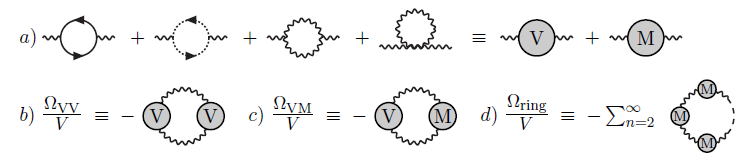 a) + + + ≡ V + M
b) Ω_VV / V ≡ − V V c) Ω_VM / V ≡ − V M d) Ω_ring / V ≡ − ∑_{n=2}^{∞} M M M